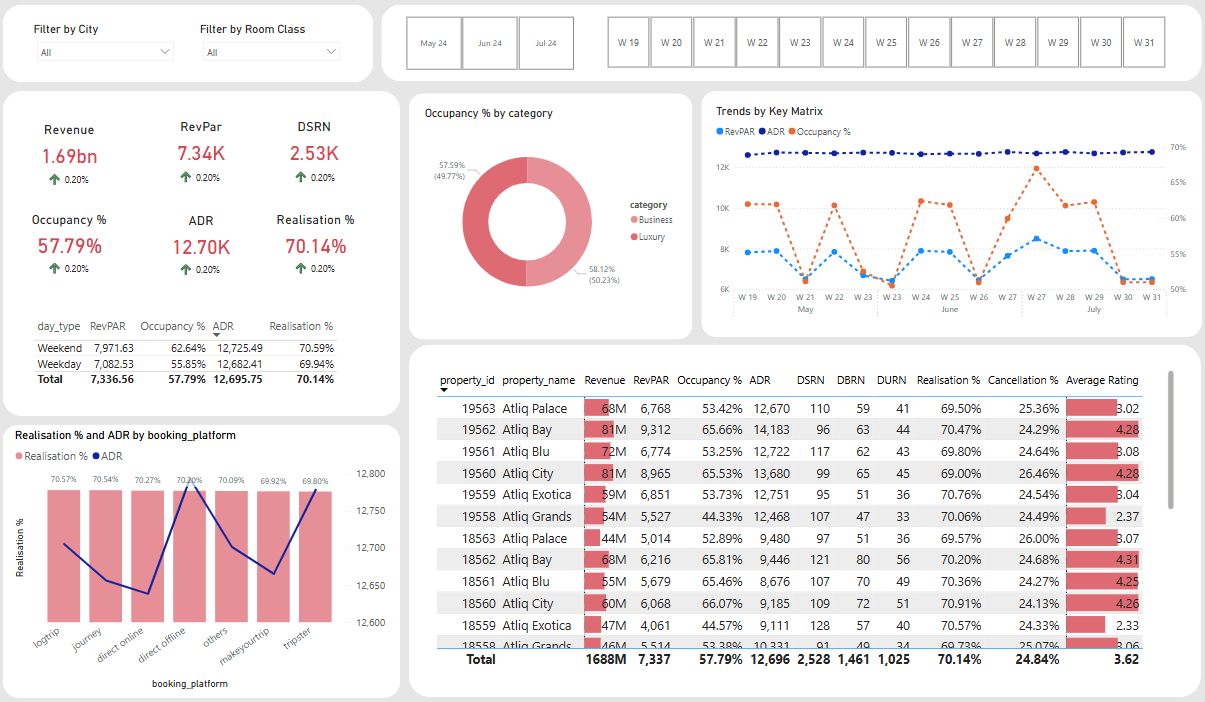 Filter by City
All
Filter by Room Class
All
May 24 Jun 24 Jul 24
W 19 W 20 W 21 W 22 W 23 W 24 W 25 W 26 W 27 W 28 W 29 W 30 W 31
Revenue
1.69bn
0.20%
RevPar
7.34K
0.20%
DSRN
2.53K
0.20%
Occupancy %
57.79%
0.20%
ADR
12.70K
0.20%
Realisation %
70.14%
0.20%
day_type RevPAR Occupancy % ADR Realisation %
Weekend 7,971.63 62.64% 12,725.49 70.59%
Weekday 7,082.53 55.85% 12,682.41 69.94%
Total 7,336.56 57.79% 12,695.75 70.14%
Occupancy % by category
57.59%
(49.77%)
58.12%
(50.23%)
category
Business
Luxury
Trends by Key Matrix
RevPAR ADR Occupancy %
12K
10K
8K
6K
70%
65%
60%
55%
50%
W 19 W 20 W 21 W 22 W 23 W 23 W 24 W 25 W 26 W 27 W 27 W 28 W 29 W 30 W 31
May June July
Realisation % and ADR by booking_platform
Realisation % ADR
Realisation %
70.57% 70.54% 70.27% 70.20% 70.09% 69.92% 69.80%
12,800
12,750
12,700
12,650
12,600
logtrip journey direct online direct offline others makeyourtrip tripster
booking_platform
property_id property_name Revenue RevPAR Occupancy % ADR DSRN DBRN DURN Realisation % Cancellation % Average Rating
19563 Atliq Palace 68M 6,768 53.42% 12,670 110 59 41 69.50% 25.36% 3.02
19562 Atliq Bay 81M 9,312 65.66% 14,183 96 63 44 70.47% 24.29% 4.28
19561 Atliq Blu 72M 6,774 53.25% 12,722 117 62 43 69.80% 24.64% 3.08
19560 Atliq City 81M 8,965 65.53% 13,680 99 65 45 69.00% 26.46% 4.28
19559 Atliq Exotica 59M 6,851 53.73% 12,751 95 51 36 70.76% 24.54% 3.04
19558 Atliq Grands 54M 5,527 44.33% 12,468 107 47 33 70.06% 24.49% 2.37
18563 Atliq Palace 44M 5,014 52.89% 9,480 97 51 36 69.57% 26.00% 3.07
18562 Atliq Bay 68M 6,216 65.81% 9,446 121 80 56 70.20% 24.68% 4.31
18561 Atliq Blu 55M 5,679 65.46% 8,676 107 70 49 70.36% 24.27% 4.25
18560 Atliq City 60M 6,068 66.07% 9,185 109 72 51 70.91% 24.13% 4.26
18559 Atliq Exotica 47M 4,061 44.57% 9,111 128 57 40 70.57% 24.33% 2.33
18558 Atliq Grands 46M 5,514 53.38% 10,331 91 49 34 69.73% 25.07% 3.06
Total 1688M 7,337 57.79% 12,696 2,528 1,461 1,025 70.14% 24.84% 3.62